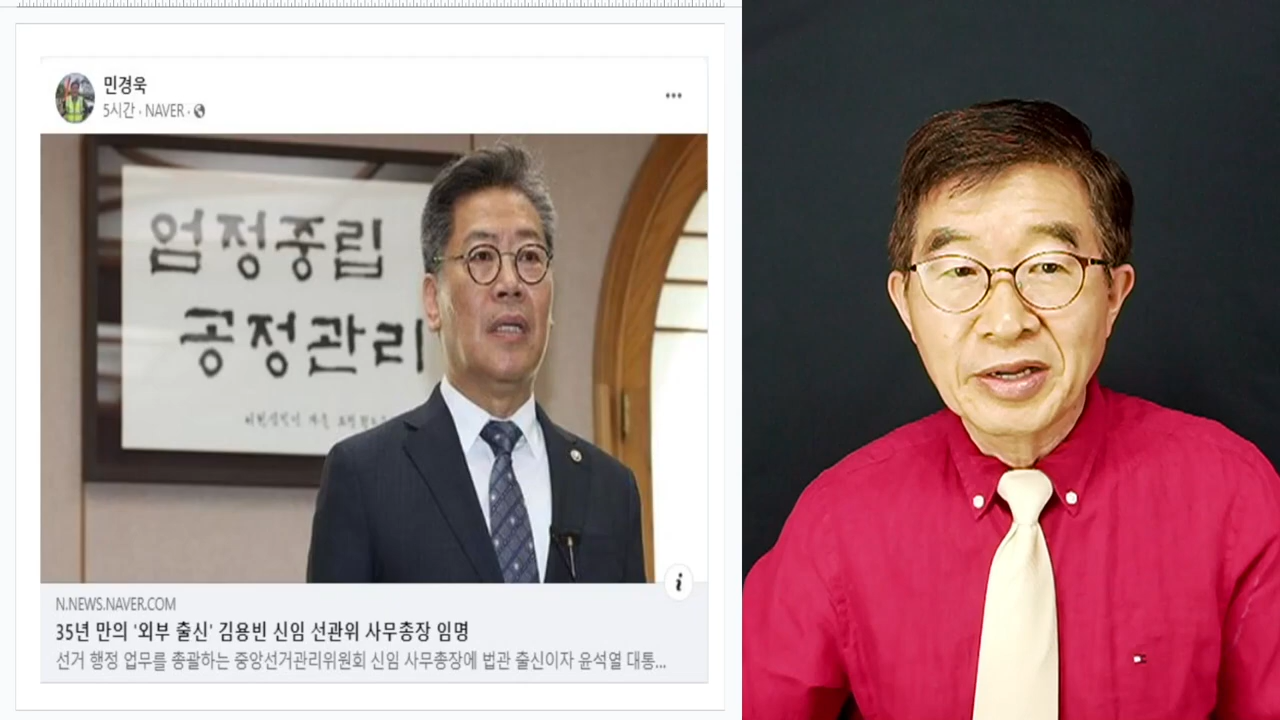 민경욱
5시간 · NAVER ·
엄정중립
공정관리
N.NEWS.NAVER.COM
35년 만의 '외부 출신' 김용빈 신임 선관위 사무총장 임명
선거 행정 업무를 총괄하는 중앙선거관리위원회 신임 사무총장에 법관 출신이자 윤석열 대통...